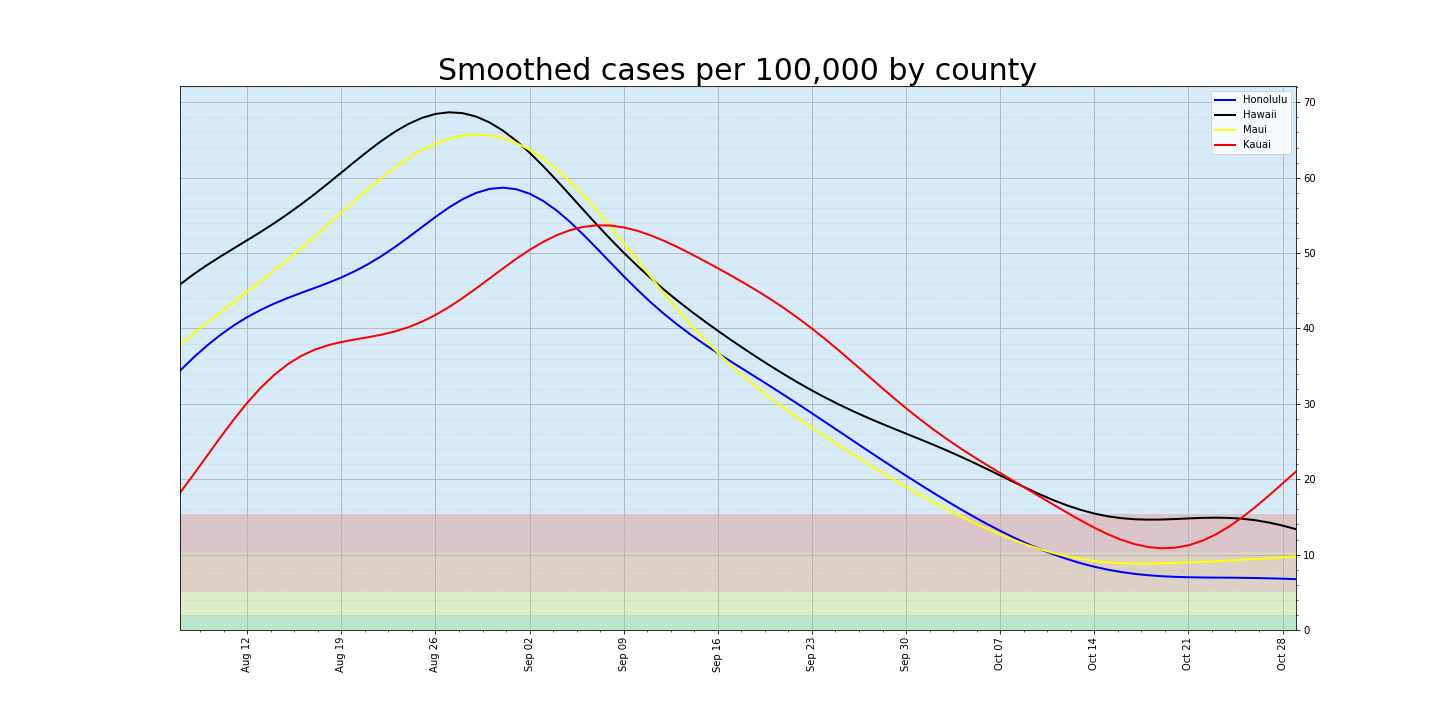 Smoothed cases per 100,000 by county
Honolulu
Hawaii
Maui
Kauai
70
60
50
40
30
20
10
0
Aug 12
Aug 19
Aug 26
Sep 02
Sep 09
Sep 16
Sep 23
Sep 30
Oct 07
Oct 14
Oct 21
Oct 28